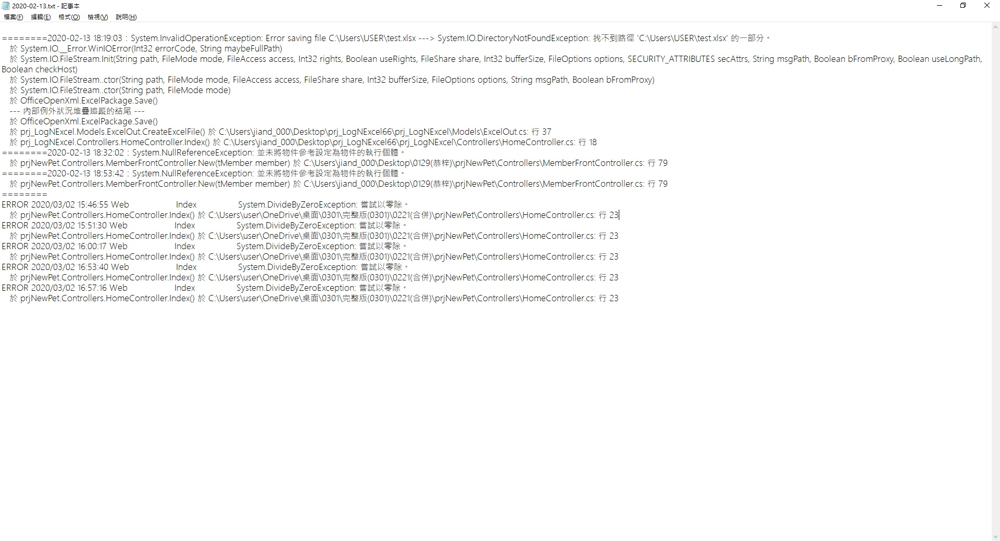 2020-02-13.txt - 記事本
檔案(F) 編輯(E) 格式(O) 檢視(V) 說明(H)
========2020-02-13 18:19:03 : System.InvalidOperationException: Error saving file C:\Users\USER\test.xlsx ---> System.IO.DirectoryNotFoundException: 找不到路徑 'C:\Users\USER\test.xlsx' 的一部分。
於 System.IO.__Error.WinIOError(Int32 errorCode, String maybeFullPath)
於 System.IO.FileStream.Init(String path, FileMode mode, FileAccess access, Int32 rights, Boolean useRights, FileShare share, Int32 bufferSize, FileOptions options, SECURITY_ATTRIBUTES secAttrs, String msgPath, Boolean bFromProxy, Boolean useLongPath,
Boolean checkHost)
於 System.IO.FileStream..ctor(String path, FileMode mode, FileAccess access, FileShare share, Int32 bufferSize, FileOptions options, String msgPath, Boolean bFromProxy)
於 System.IO.FileStream..ctor(String path, FileMode mode)
於 OfficeOpenXml.ExcelPackage.Save()
--- 內部例外狀況堆疊追蹤的結尾 ---
於 OfficeOpenXml.ExcelPackage.Save()
於 prj_LogNExcel.Models.ExcelOut.CreateExcelFile() 於 C:\Users\jiand_000\Desktop\prj_LogNExcel66\prj_LogNExcel\Models\ExcelOut.cs: 行 37
於 prj_LogNExcel.Controllers.HomeController.Index() 於 C:\Users\jiand_000\Desktop\prj_LogNExcel66\prj_LogNExcel\Controllers\HomeController.cs: 行 18
========2020-02-13 18:32:02 : System.NullReferenceException: 並未將物件參考設定為物件的執行個體。
於 prjNewPet.Controllers.MemberFrontController.New(tMember member) 於 C:\Users\jiand_000\Desktop\0129(恭梓)\prjNewPet\Controllers\MemberFrontController.cs: 行 79
========2020-02-13 18:53:42 : System.NullReferenceException: 並未將物件參考設定為物件的執行個體。
於 prjNewPet.Controllers.MemberFrontController.New(tMember member) 於 C:\Users\jiand_000\Desktop\0129(恭梓)\prjNewPet\Controllers\MemberFrontController.cs: 行 79
========
ERROR 2020/03/02 15:46:55 Web Index System.DivideByZeroException: 嘗試以零除。
於 prjNewPet.Controllers.HomeController.Index() 於 C:\Users\user\OneDrive\桌面\0301\完整版(0301)\0221(合併)\prjNewPet\Controllers\HomeController.cs: 行 23
ERROR 2020/03/02 15:51:30 Web Index System.DivideByZeroException: 嘗試以零除。
於 prjNewPet.Controllers.HomeController.Index() 於 C:\Users\user\OneDrive\桌面\0301\完整版(0301)\0221(合併)\prjNewPet\Controllers\HomeController.cs: 行 23
ERROR 2020/03/02 16:00:17 Web Index System.DivideByZeroException: 嘗試以零除。
於 prjNewPet.Controllers.HomeController.Index() 於 C:\Users\user\OneDrive\桌面\0301\完整版(0301)\0221(合併)\prjNewPet\Controllers\HomeController.cs: 行 23
ERROR 2020/03/02 16:53:40 Web Index System.DivideByZeroException: 嘗試以零除。
於 prjNewPet.Controllers.HomeController.Index() 於 C:\Users\user\OneDrive\桌面\0301\完整版(0301)\0221(合併)\prjNewPet\Controllers\HomeController.cs: 行 23
ERROR 2020/03/02 16:57:16 Web Index System.DivideByZeroException: 嘗試以零除。
於 prjNewPet.Controllers.HomeController.Index() 於 C:\Users\user\OneDrive\桌面\0301\完整版(0301)\0221(合併)\prjNewPet\Controllers\HomeController.cs: 行 23